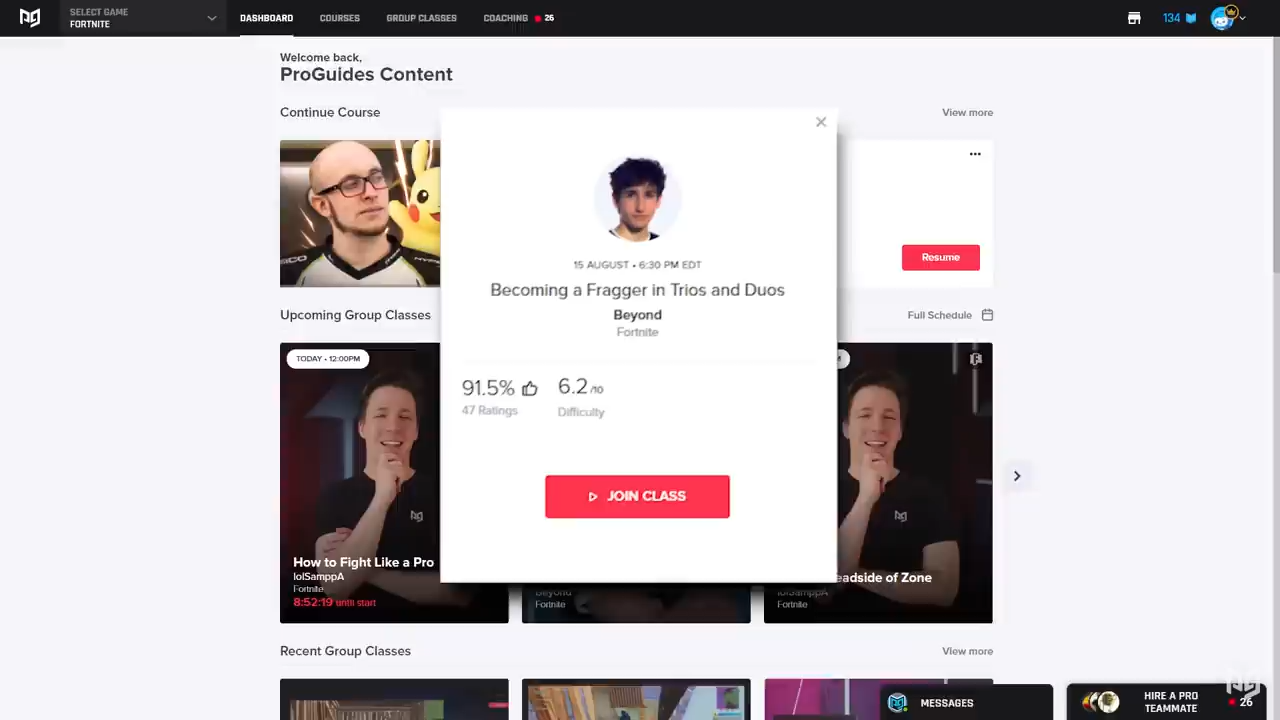 SELECT GAME
FORTNITE
DASHBOARD
COURSES
GROUP CLASSES
COACHING
26
134
Welcome back,
ProGuides Content
Continue Course
View more
Resume
15 AUGUST • 6:30 PM EDT
Becoming a Fragger in Trios and Duos
Beyond
Fortnite
91.5%
47 Ratings
6.2 /10
Difficulty
JOIN CLASS
Upcoming Group Classes
Full Schedule
TODAY • 12:00PM
How to Fight Like a Pro
lolSamppA
Fortnite
8:52:19 until start
Beyond
Fortnite
eadside of Zone
lolSamppA
Fortnite
Recent Group Classes
View more
MESSAGES
HIRE A PRO
TEAMMATE
26